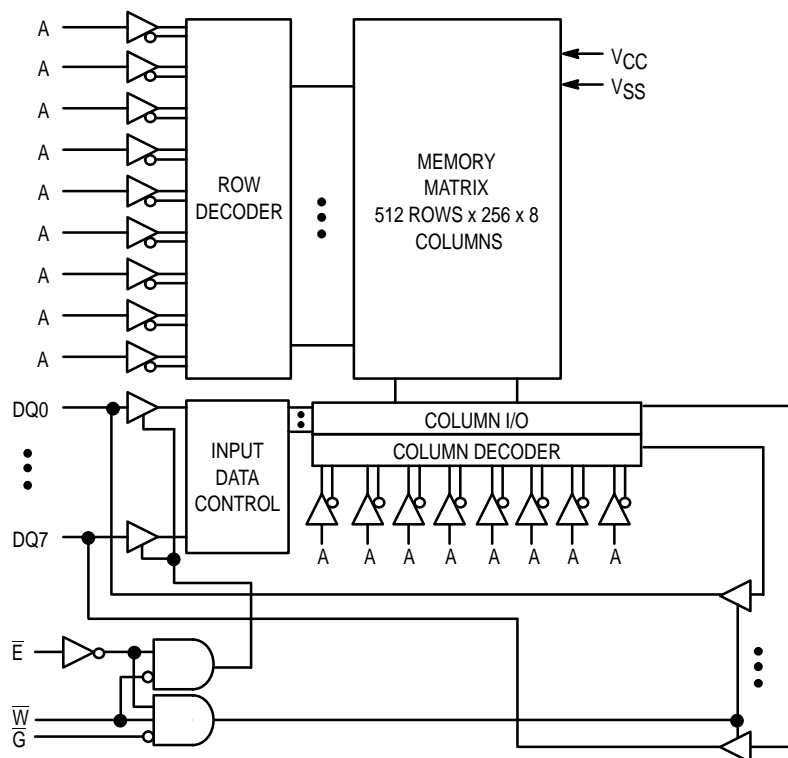 A
A
A
A
A
A
A
A
A
ROW
DECODER
MEMORY
MATRIX
512 ROWS x 256 x 8
COLUMNS
VCC
VSS
DQ0
DQ7
INPUT
DATA
CONTROL
COLUMN I/O
COLUMN DECODER
A A A A A A A A
E̅
W̅
G̅